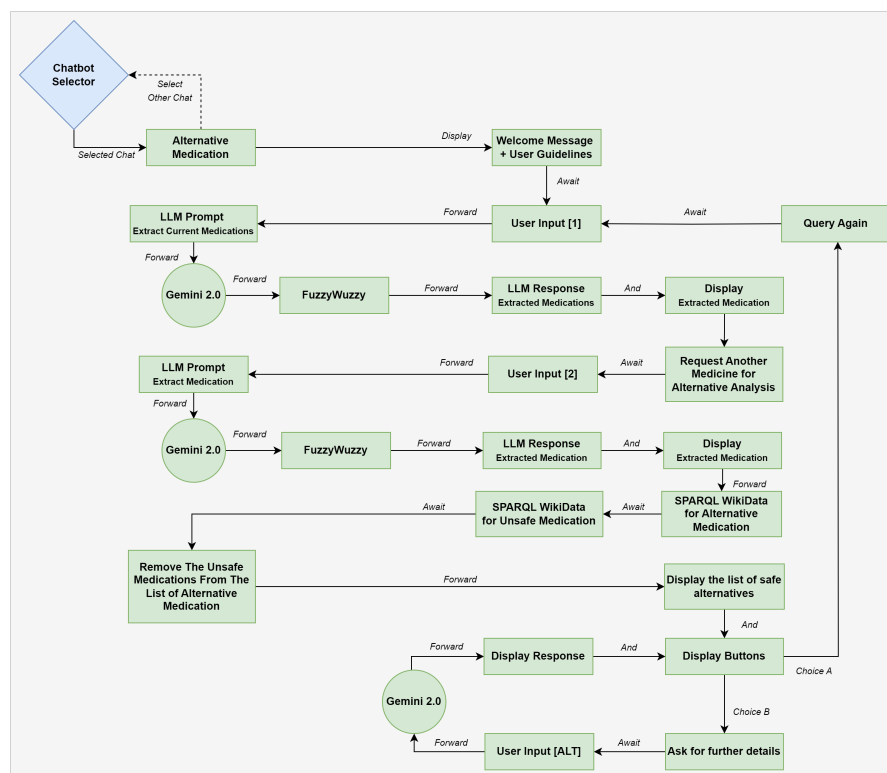 Chatbot
Selector
Select
Other Chat
Selected Chat
Alternative
Medication
Display
Welcome Message
+ User Guidelines
Await
LLM Prompt
Extract Current Medications
Forward
User Input [1]
Await
Query Again
Forward
Gemini 2.0
Forward
FuzzyWuzzy
Forward
LLM Response
Extracted Medications
And
Display
Extracted Medication
LLM Prompt
Extract Medication
Forward
User Input [2]
Await
Request Another
Medicine for
Alternative Analysis
Forward
Gemini 2.0
Forward
FuzzyWuzzy
Forward
LLM Response
Extracted Medication
And
Display
Extracted Medication
Forward
Await
SPARQL WikiData
for Unsafe Medication
Await
SPARQL WikiData
for Alternative
Medication
Remove The Unsafe
Medications From The
List of Alternative
Medication
Forward
Display the list of safe
alternatives
And
Forward
Display Response
And
Display Buttons
Choice A
Gemini 2.0
Choice B
Forward
User Input [ALT]
Await
Ask for further details